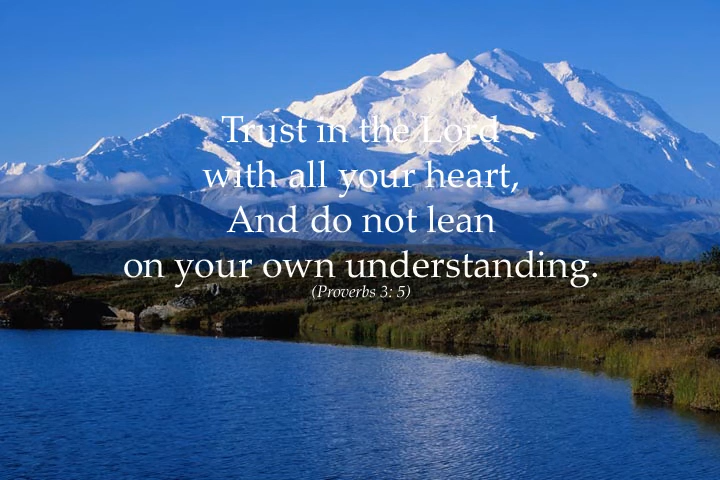 Trust in the Lord
with all your heart,
And do not lean
on your own understanding.
(Proverbs 3: 5)